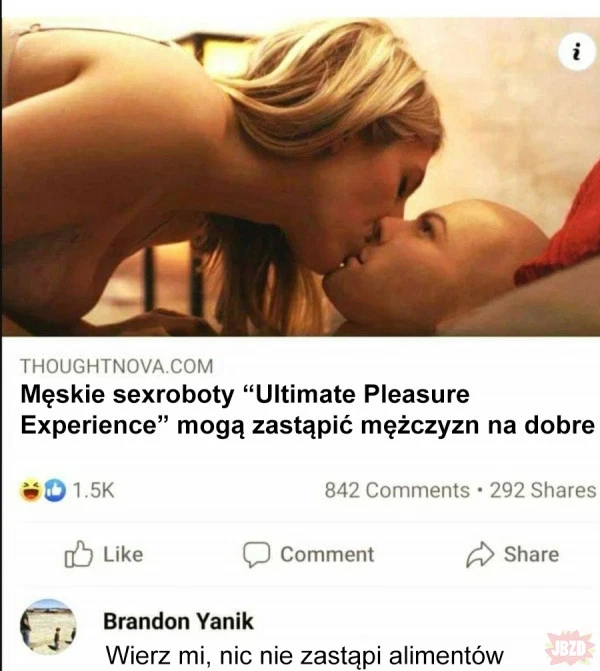 i
THOUGHTNOVA.COM
Męskie sexroboty “Ultimate Pleasure
Experience” mogą zastąpić mężczyzn na dobre
1.5K 842 Comments • 292 Shares
Like Comment Share
Brandon Yanik
Wierz mi, nic nie zastąpi alimentów
JBZD